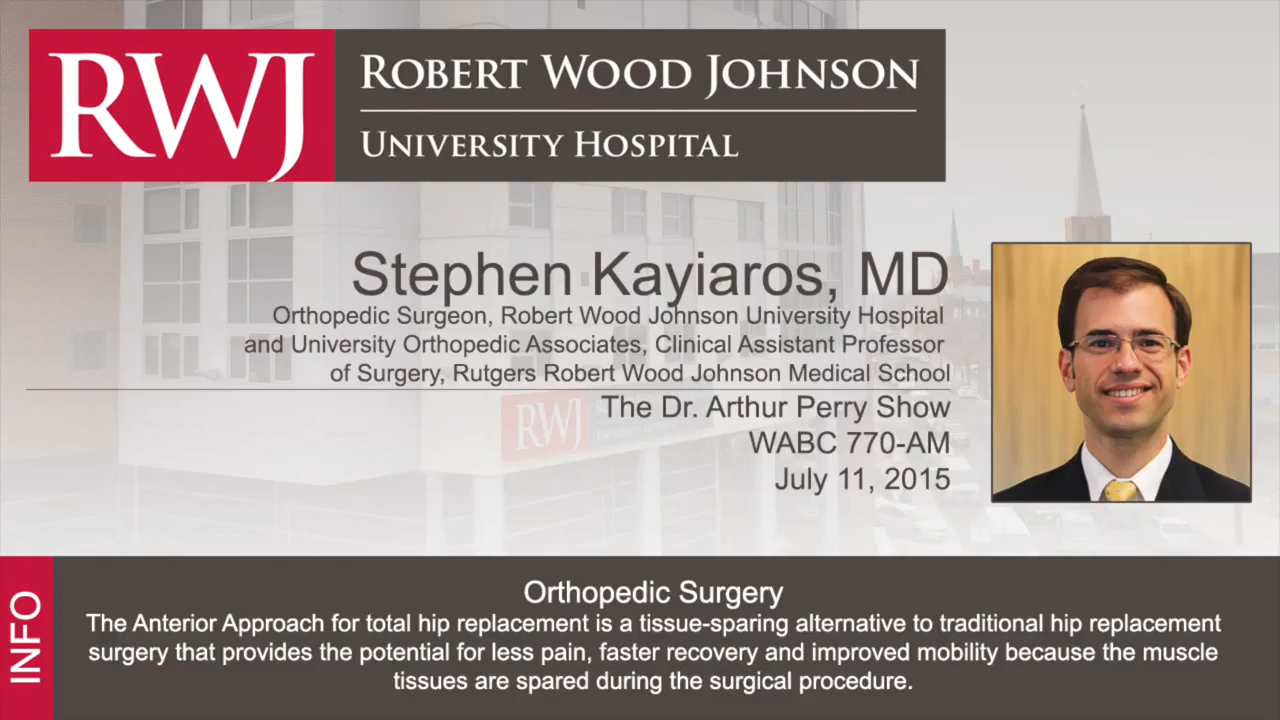 RWJ
ROBERT WOOD JOHNSON
UNIVERSITY HOSPITAL
Stephen Kayiaros, MD
Orthopedic Surgeon, Robert Wood Johnson University Hospital
and University Orthopedic Associates, Clinical Assistant Professor
of Surgery, Rutgers Robert Wood Johnson Medical School
RWJ
The Dr. Arthur Perry Show
WABC 770-AM
July 11, 2015
INFO
Orthopedic Surgery
The Anterior Approach for total hip replacement is a tissue-sparing alternative to traditional hip replacement
surgery that provides the potential for less pain, faster recovery and improved mobility because the muscle
tissues are spared during the surgical procedure.